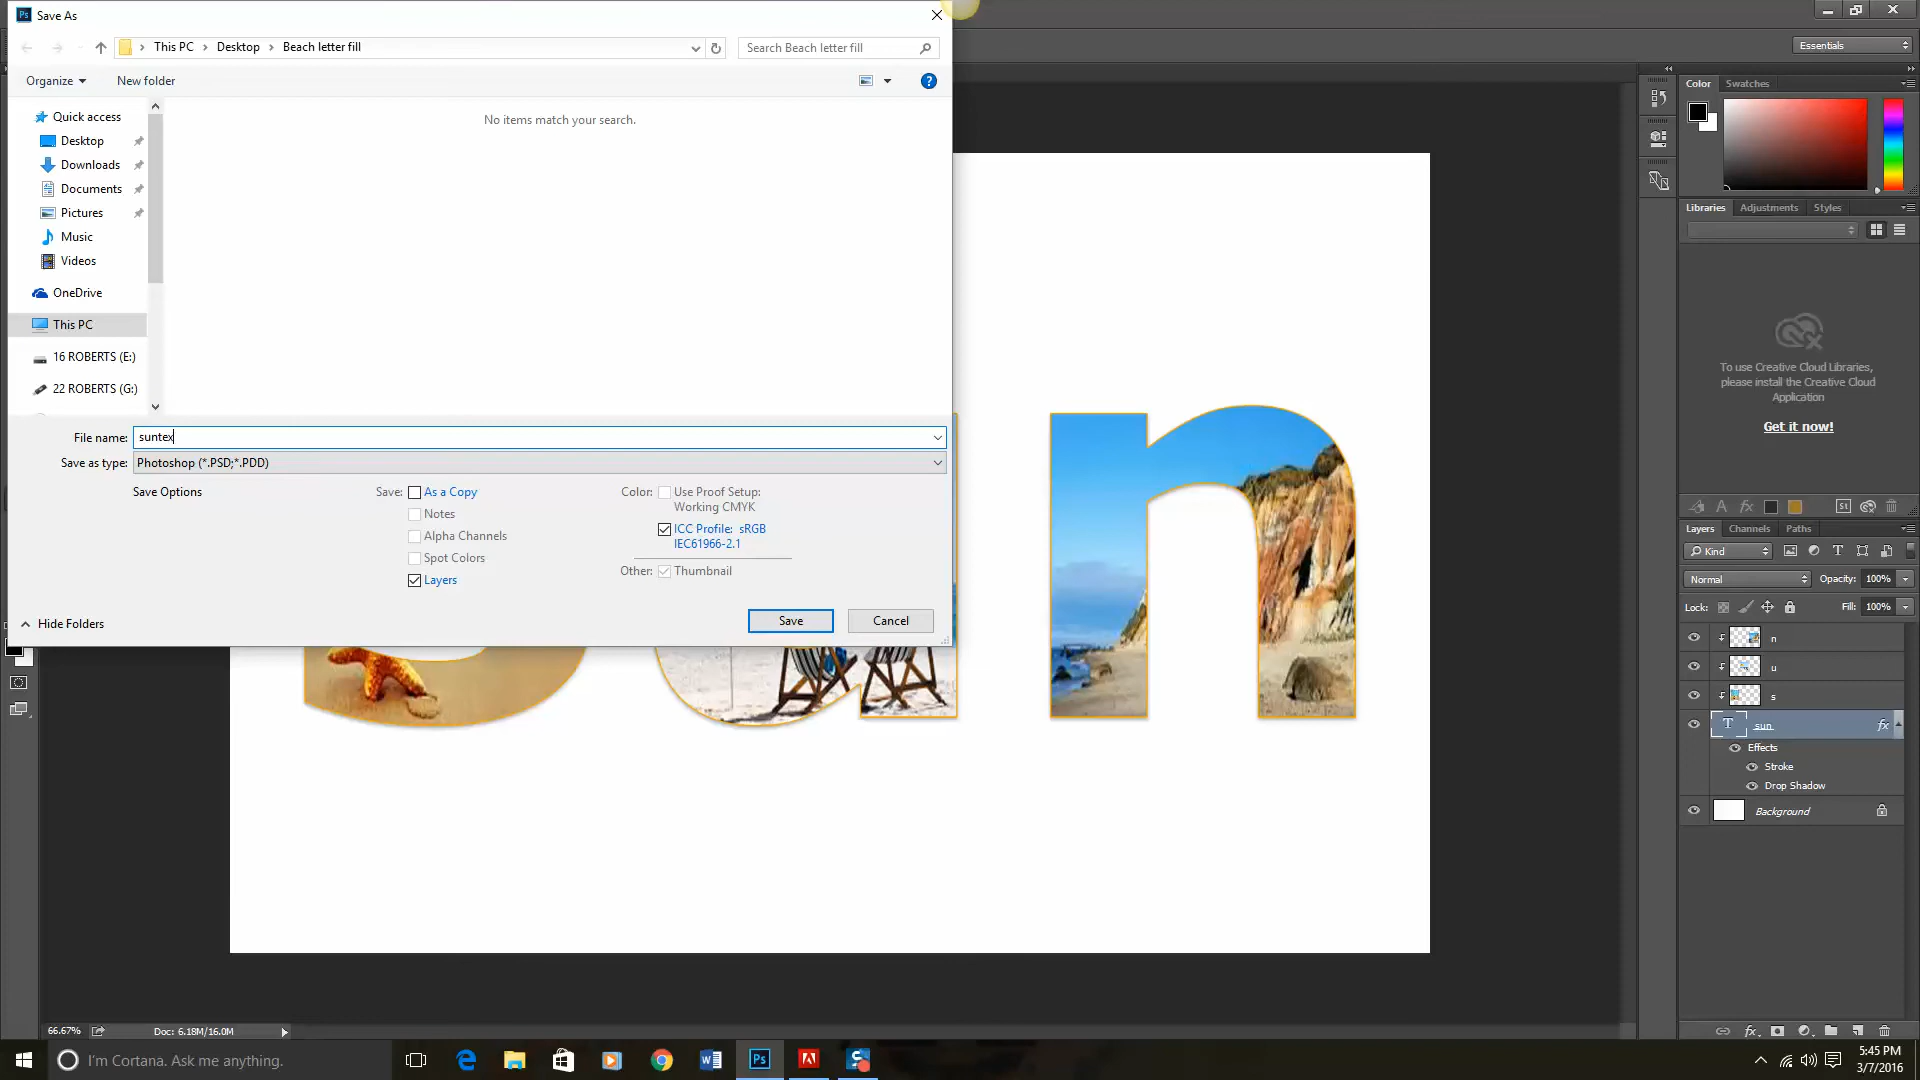 Save As
This PC > Desktop > Beach letter fill
Search Beach letter fill
Essentials
Organize
New folder
Color
Swatches
Quick access
Desktop
Downloads
Documents
Pictures
Music
Videos
OneDrive
This PC
16 ROBERTS (E:)
22 ROBERTS (G:)
No items match your search.
Libraries
Adjustments
Styles
To use Creative Cloud Libraries,
please install the Creative Cloud
Application
Get it now!
File name: suntex
Save as type: Photoshop (*.PSD;*.PDD)
Save Options
Save: As a Copy
Notes
Alpha Channels
Spot Colors
Layers
Color: Use Proof Setup:
Working CMYK
ICC Profile: sRGB
IEC61966-2.1
Other: Thumbnail
Hide Folders
Save
Cancel
n
Layers
Channels
Paths
Kind
Normal
Opacity: 100%
Lock:
Fill: 100%
n
u
s
T sun fx
Effects
Stroke
Drop Shadow
Background
66.67%
Doc: 6.18M/16.0M
I'm Cortana. Ask me anything.
5:45 PM
3/7/2016